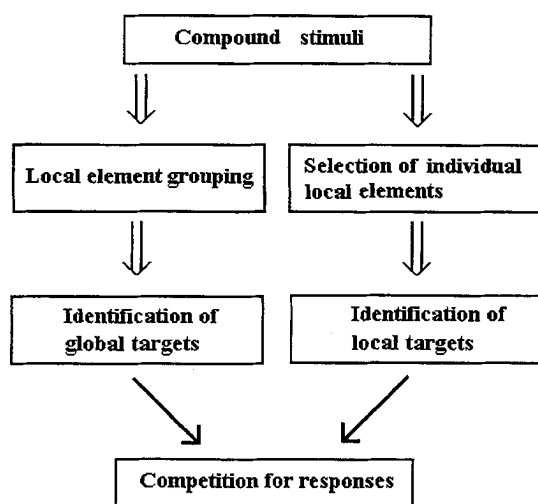 Compound stimuli
Local element grouping
Selection of individual
local elements
Identification of
global targets
Identification of
local targets
Competition for responses